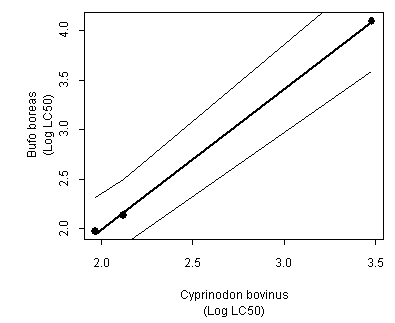 4.0
3.5
3.0
2.5
2.0
Bufo boreas
(Log LC50)
2.0 2.5 3.0 3.5
Cyprinodon bovinus
(Log LC50)